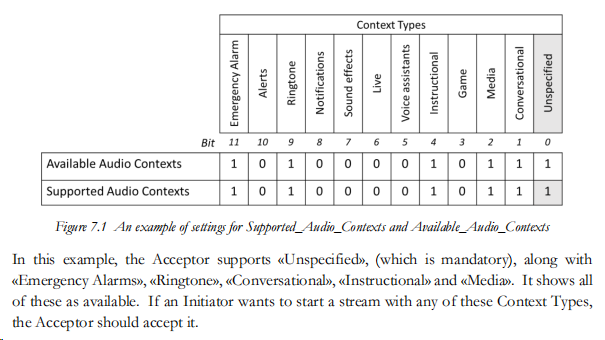 Context Types
Emergency Alarm
Alerts
Ringtone
Notifications
Sound effects
Live
Voice assistants
Instructional
Game
Media
Conversational
Unspecified
Bit 11 10 9 8 7 6 5 4 3 2 1 0
Available Audio Contexts 1 0 1 0 0 0 0 1 0 1 1 1
Supported Audio Contexts 1 0 1 0 0 0 0 1 0 1 1 1
Figure 7.1 An example of settings for Supported_Audio_Contexts and Available_Audio_Contexts
In this example, the Acceptor supports «Unspecified», (which is mandatory), along with
«Emergency Alarms», «Ringtone», «Conversational», «Instructional» and «Media». It shows all
of these as available. If an Initiator wants to start a stream with any of these Context Types,
the Acceptor should accept it.